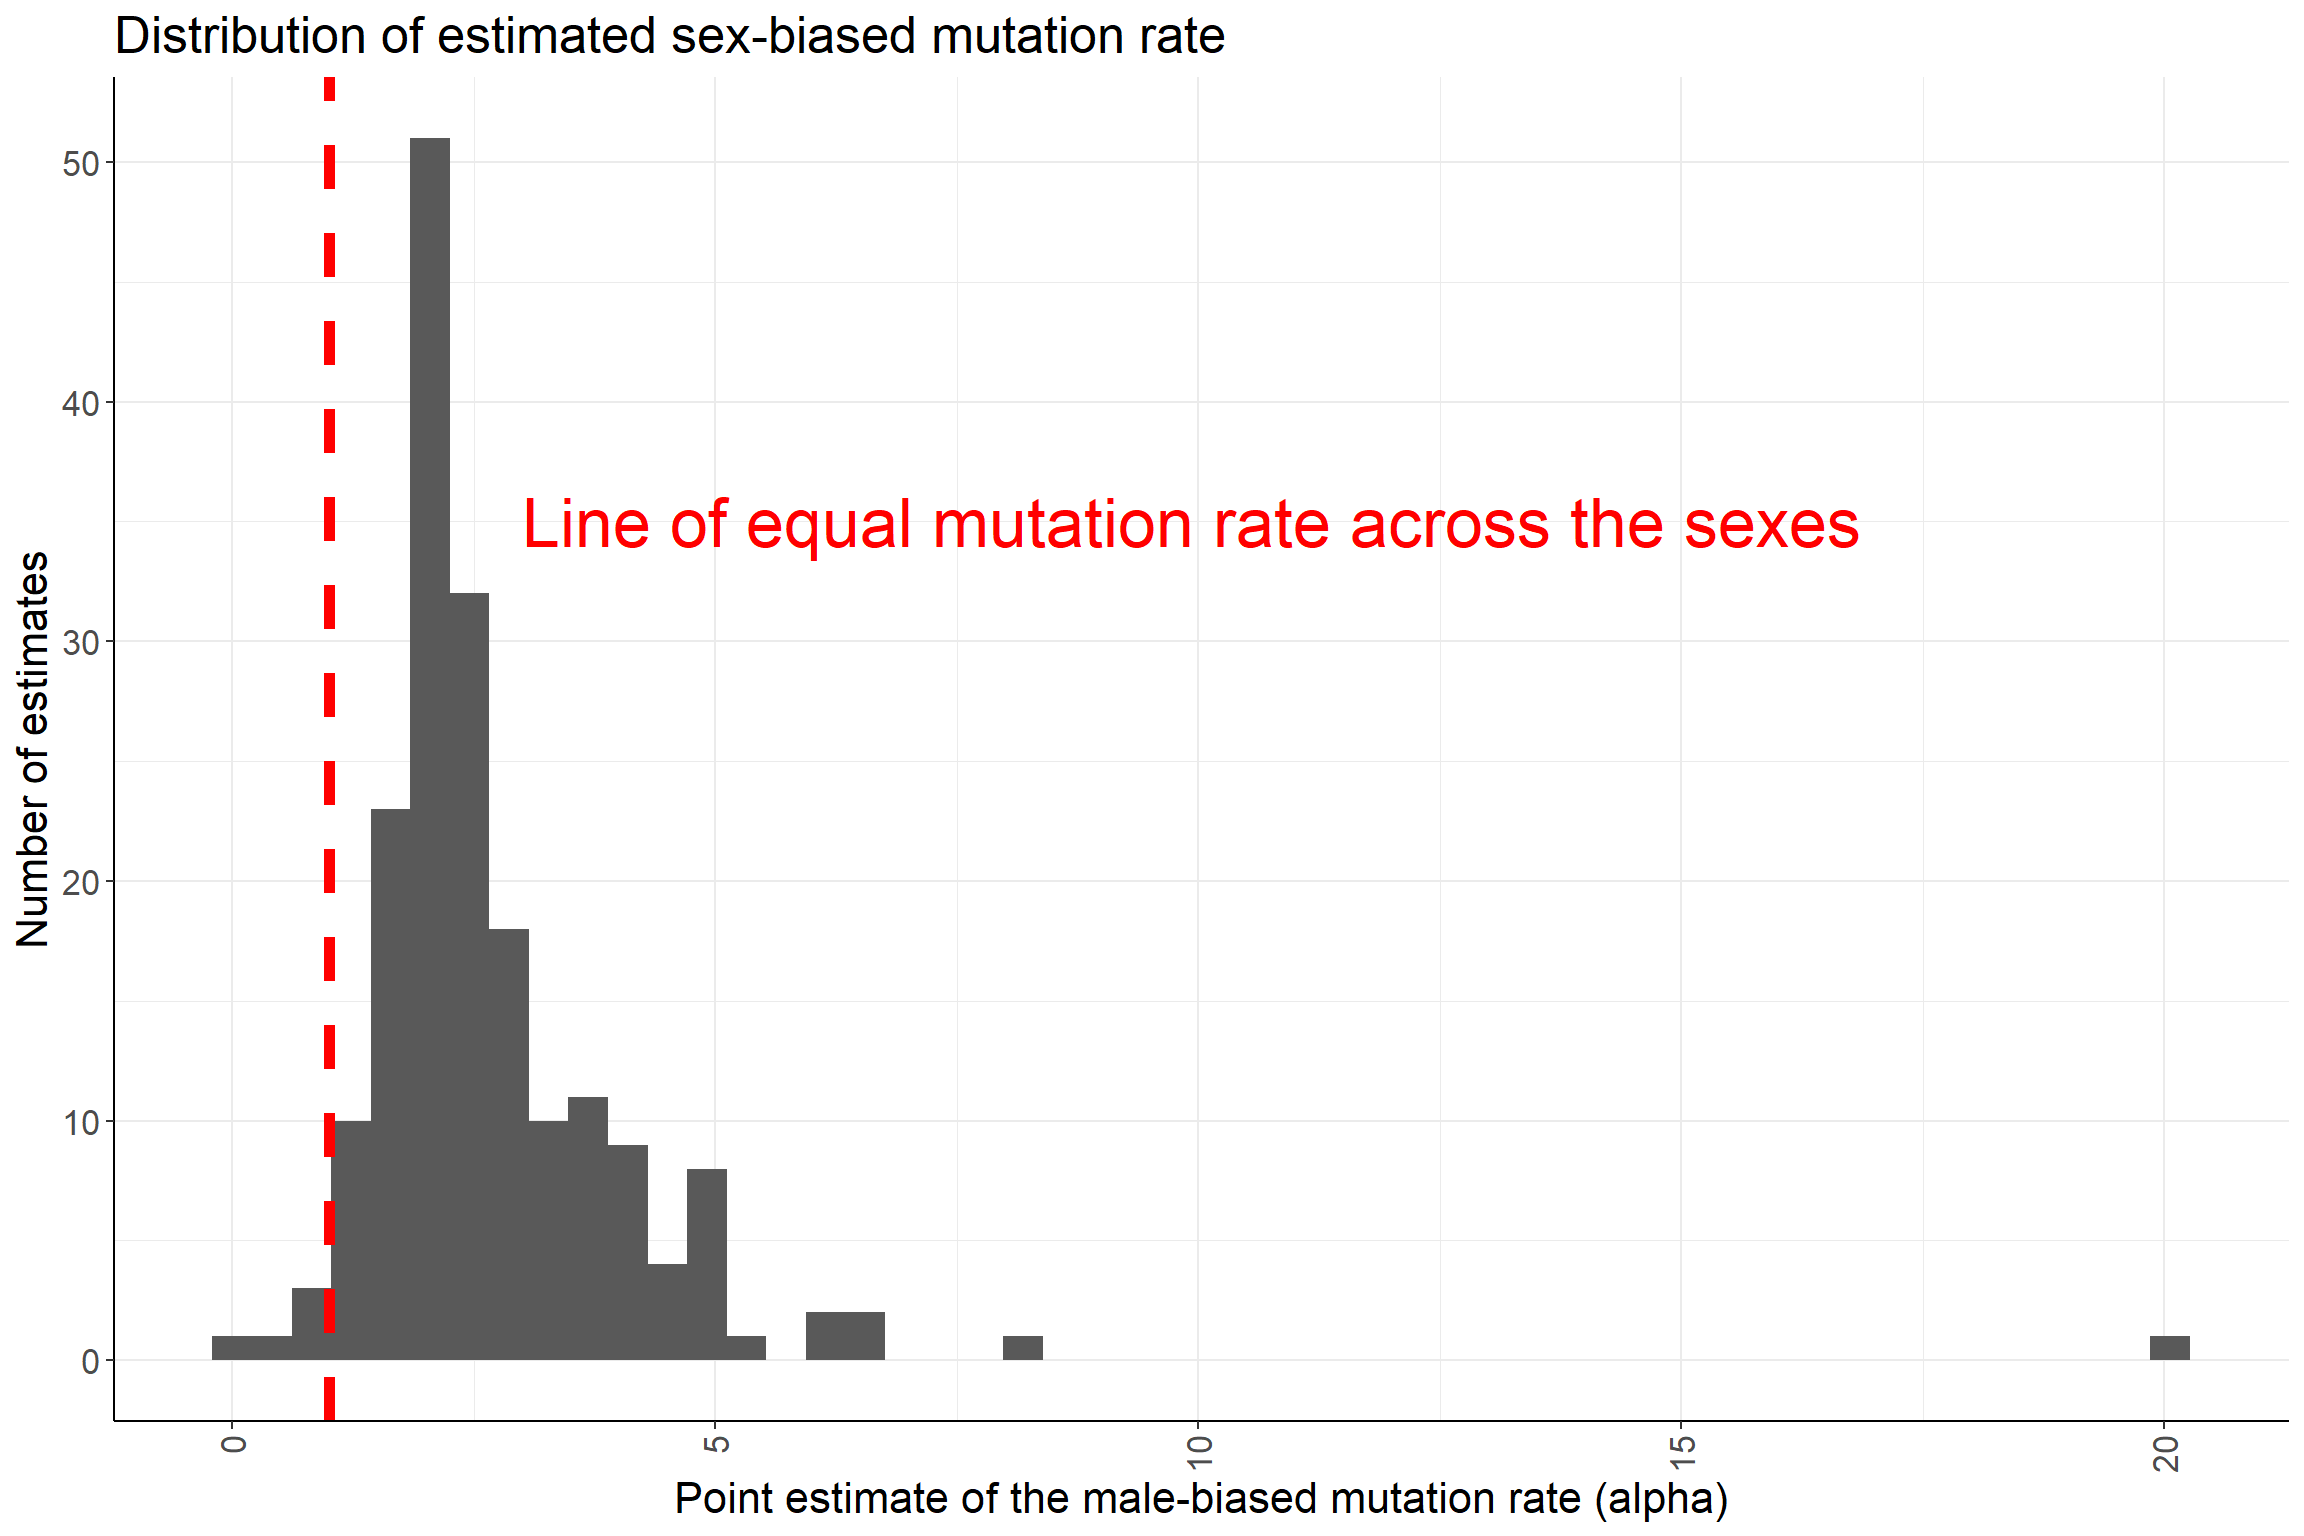 Distribution of estimated sex-biased mutation rate
Number of estimates
50
40
30
20
10
0
Line of equal mutation rate across the sexes
0
5
10
15
20
Point estimate of the male-biased mutation rate (alpha)